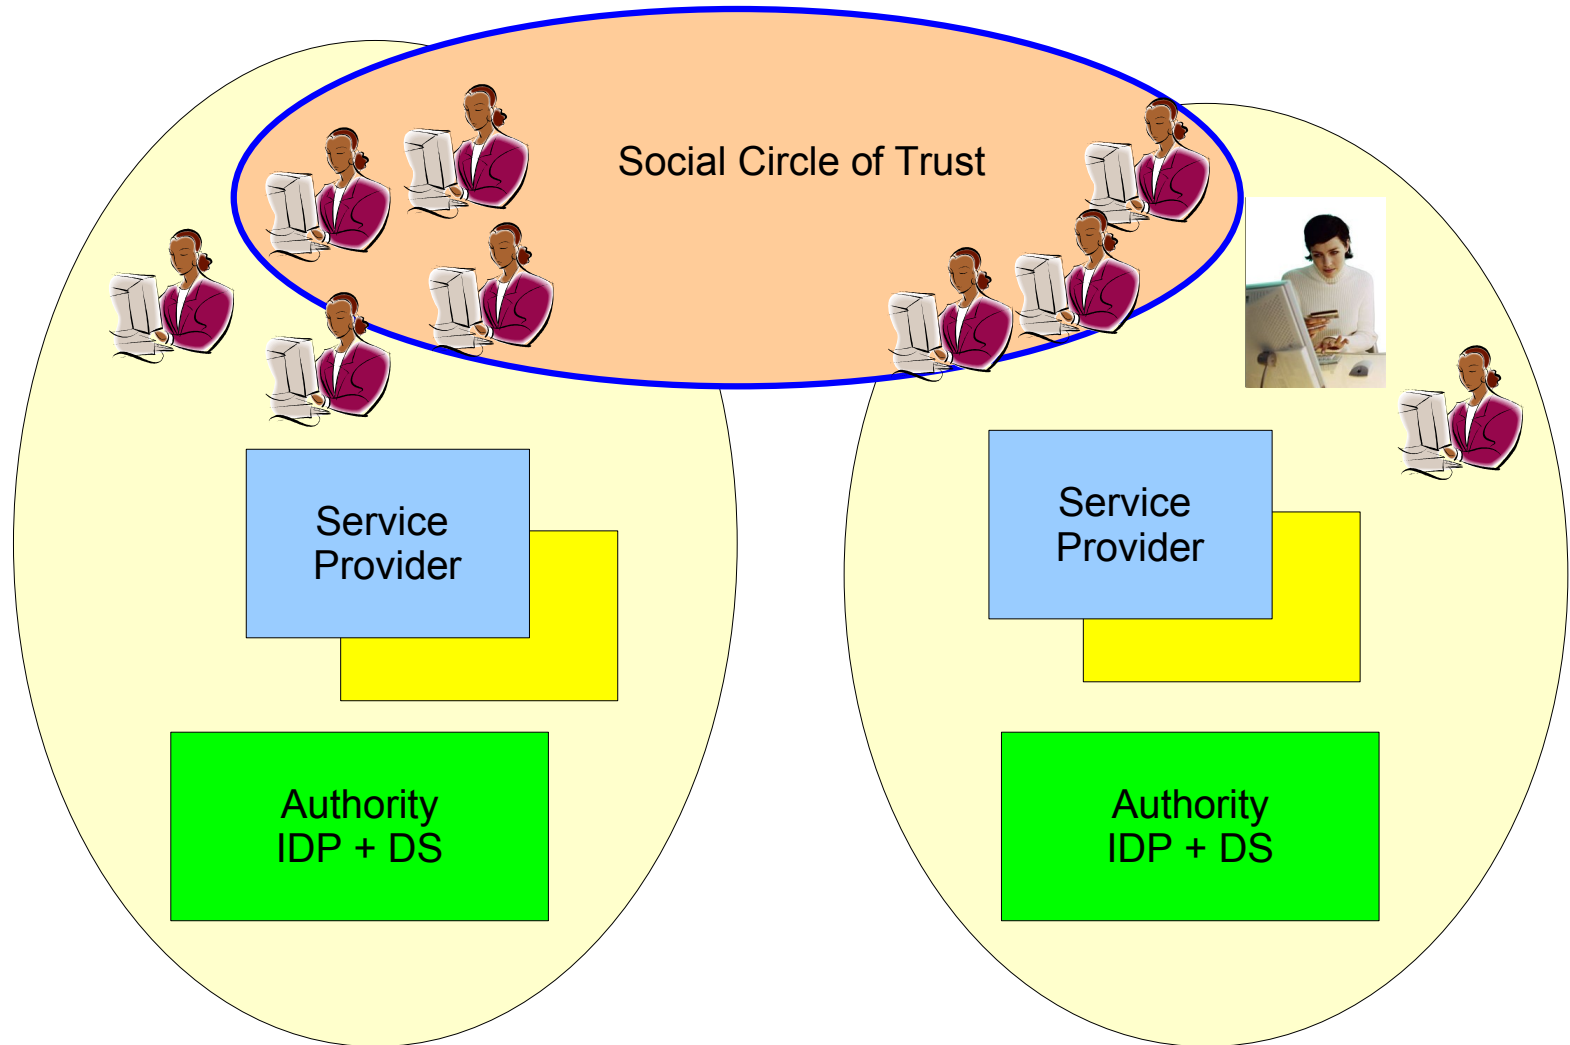 Social Circle of Trust
Service
Provider
Service
Provider
Authority
IDP + DS
Authority
IDP + DS